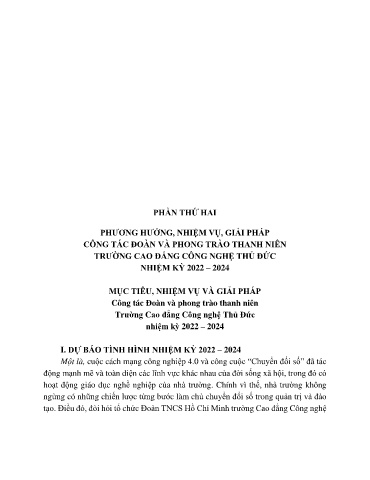 PHẦN THỨ HAI
PHƯƠNG HƯỚNG, NHIỆM VỤ, GIẢI PHÁP
CÔNG TÁC ĐOÀN VÀ PHONG TRÀO THANH NIÊN
TRƯỜNG CAO ĐẲNG CÔNG NGHỆ THỦ ĐỨC
NHIỆM KỲ 2022 – 2024
MỤC TIÊU, NHIỆM VỤ VÀ GIẢI PHÁP
Công tác Đoàn và phong trào thanh niên
Trường Cao đẳng Công nghệ Thủ Đức
nhiệm kỳ 2022 – 2024
I. DỰ BÁO TÌNH HÌNH NHIỆM KỲ 2022 – 2024
Một là, cuộc cách mạng công nghiệp 4.0 và công cuộc “Chuyển đổi số” đã tác
động mạnh mẽ và toàn diện các lĩnh vực khác nhau của đời sống xã hội, trong đó có
hoạt động giáo dục nghề nghiệp của nhà trường. Chính vì thế, nhà trường không
ngừng có những chiến lược từng bước làm chủ chuyển đổi số trong quản trị và đào
tạo. Điều đó, đòi hỏi tổ chức Đoàn TNCS Hồ Chí Minh trường Cao đẳng Công nghệ